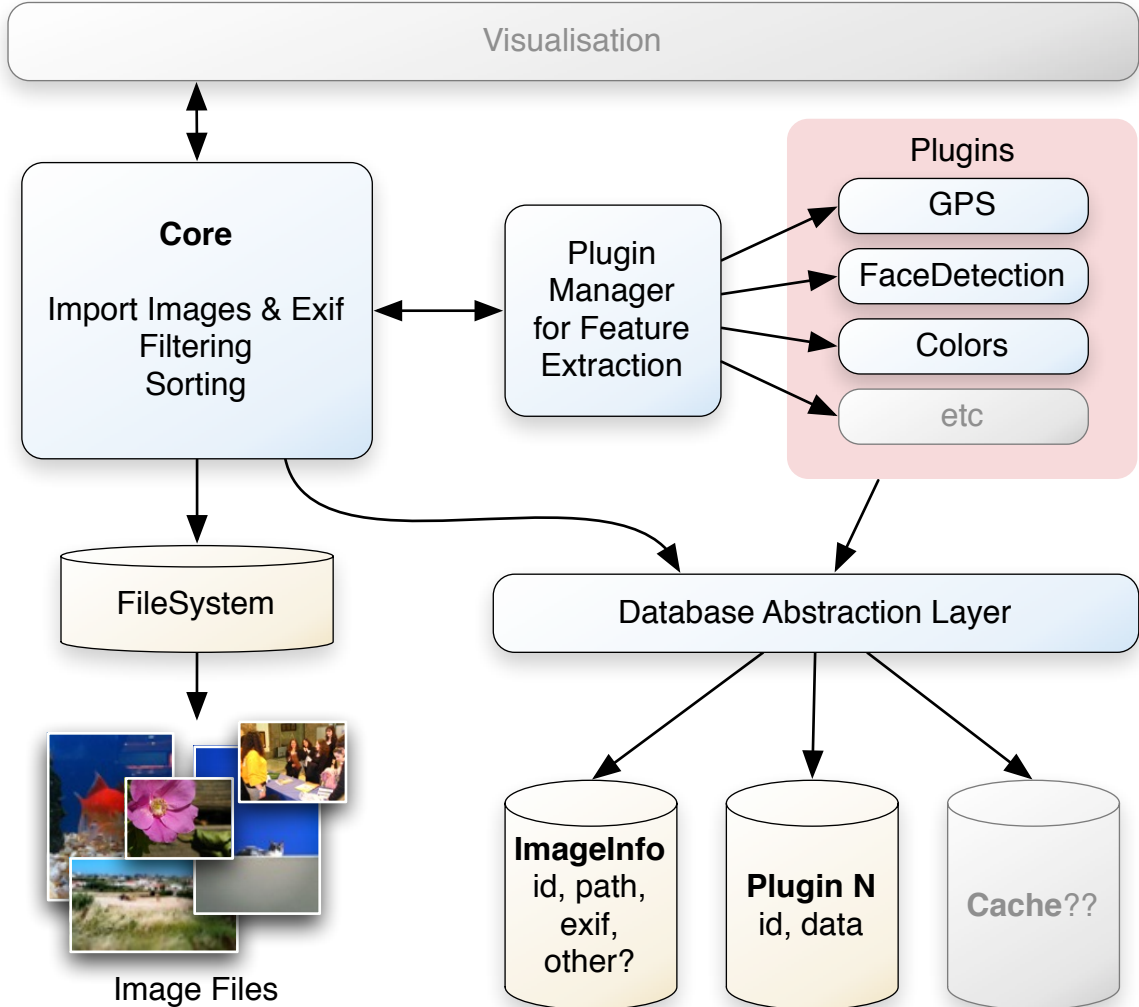 Visualisation
Core
Import Images & Exif
Filtering
Sorting
Plugin
Manager
for Feature
Extraction
Plugins
GPS
FaceDetection
Colors
etc
FileSystem
Database Abstraction Layer
Image Files
ImageInfo
id, path,
exif,
other?
Plugin N
id, data
Cache??